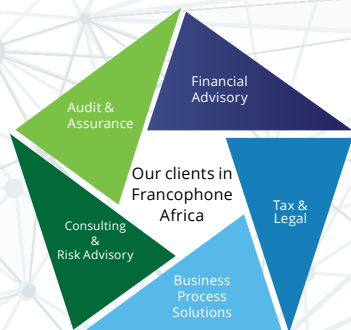 Financial
Advisory
Audit &
Assurance
Our clients in
Francophone
Africa
Tax &
Legal
Consulting
&
Risk Advisory
Business
Process
Solutions